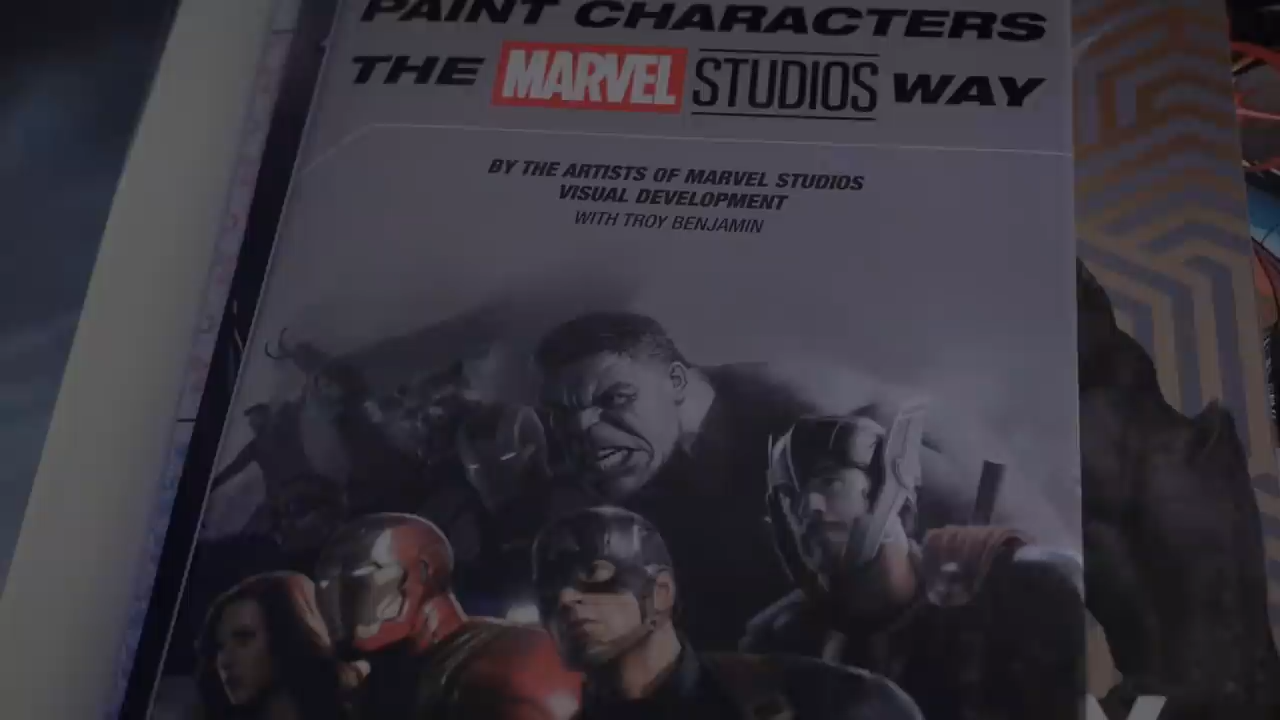 PAINT CHARACTERS
THE MARVEL STUDIOS WAY
BY THE ARTISTS OF MARVEL STUDIOS
VISUAL DEVELOPMENT
WITH TROY BENJAMIN